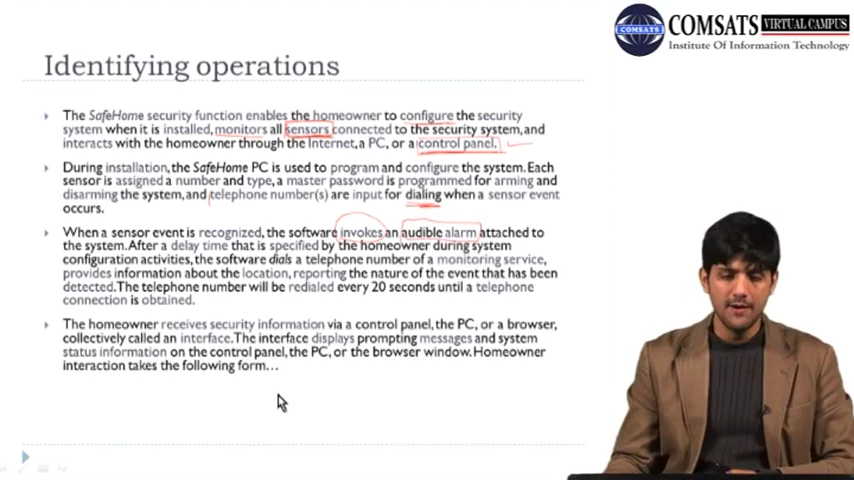 COMSATS VIRTUAL CAMPUS
Institute Of Information Technology
Identifying operations
The SafeHome security function enables the homeowner to configure the security
system when it is installed, monitors all sensors connected to the security system, and
interacts with the homeowner through the Internet, a PC, or a control panel.
During installation, the SafeHome PC is used to program and configure the system. Each
sensor is assigned a number and type, a master password is programmed for arming and
disarming the system, and telephone number(s) are input for dialing when a sensor event
occurs.
When a sensor event is recognized, the software invokes an audible alarm attached to
the system. After a delay time that is specified by the homeowner during system
configuration activities, the software dials a telephone number of a monitoring service,
provides information about the location, reporting the nature of the event that has been
detected. The telephone number will be redialed every 20 seconds until a telephone
connection is obtained.
The homeowner receives security information via a control panel, the PC, or a browser,
collectively called an interface. The interface displays prompting messages and system
status information on the control panel, the PC, or the browser window. Homeowner
interaction takes the following form…